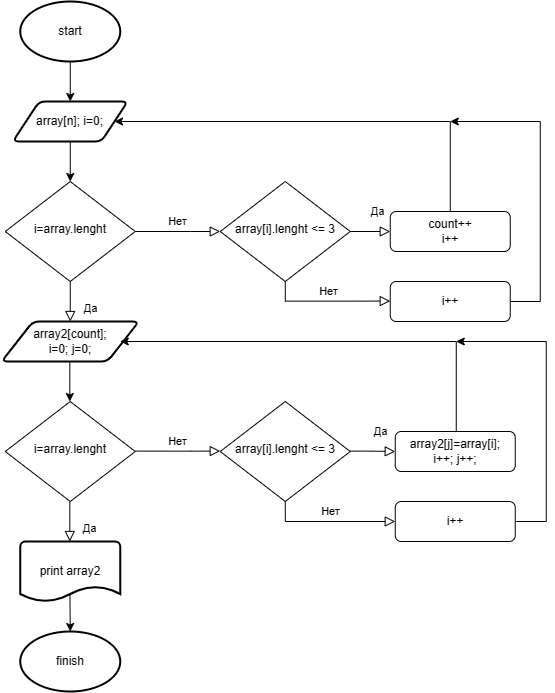 start
array[n]; i=0;
i=array.lenght
Нет
array[i].lenght <= 3
Да
count++
i++
Нет
i++
Да
array2[count];
i=0; j=0;
i=array.lenght
Нет
array[i].lenght <= 3
Да
array2[j]=array[i];
i++; j++;
Нет
i++
Да
print array2
finish